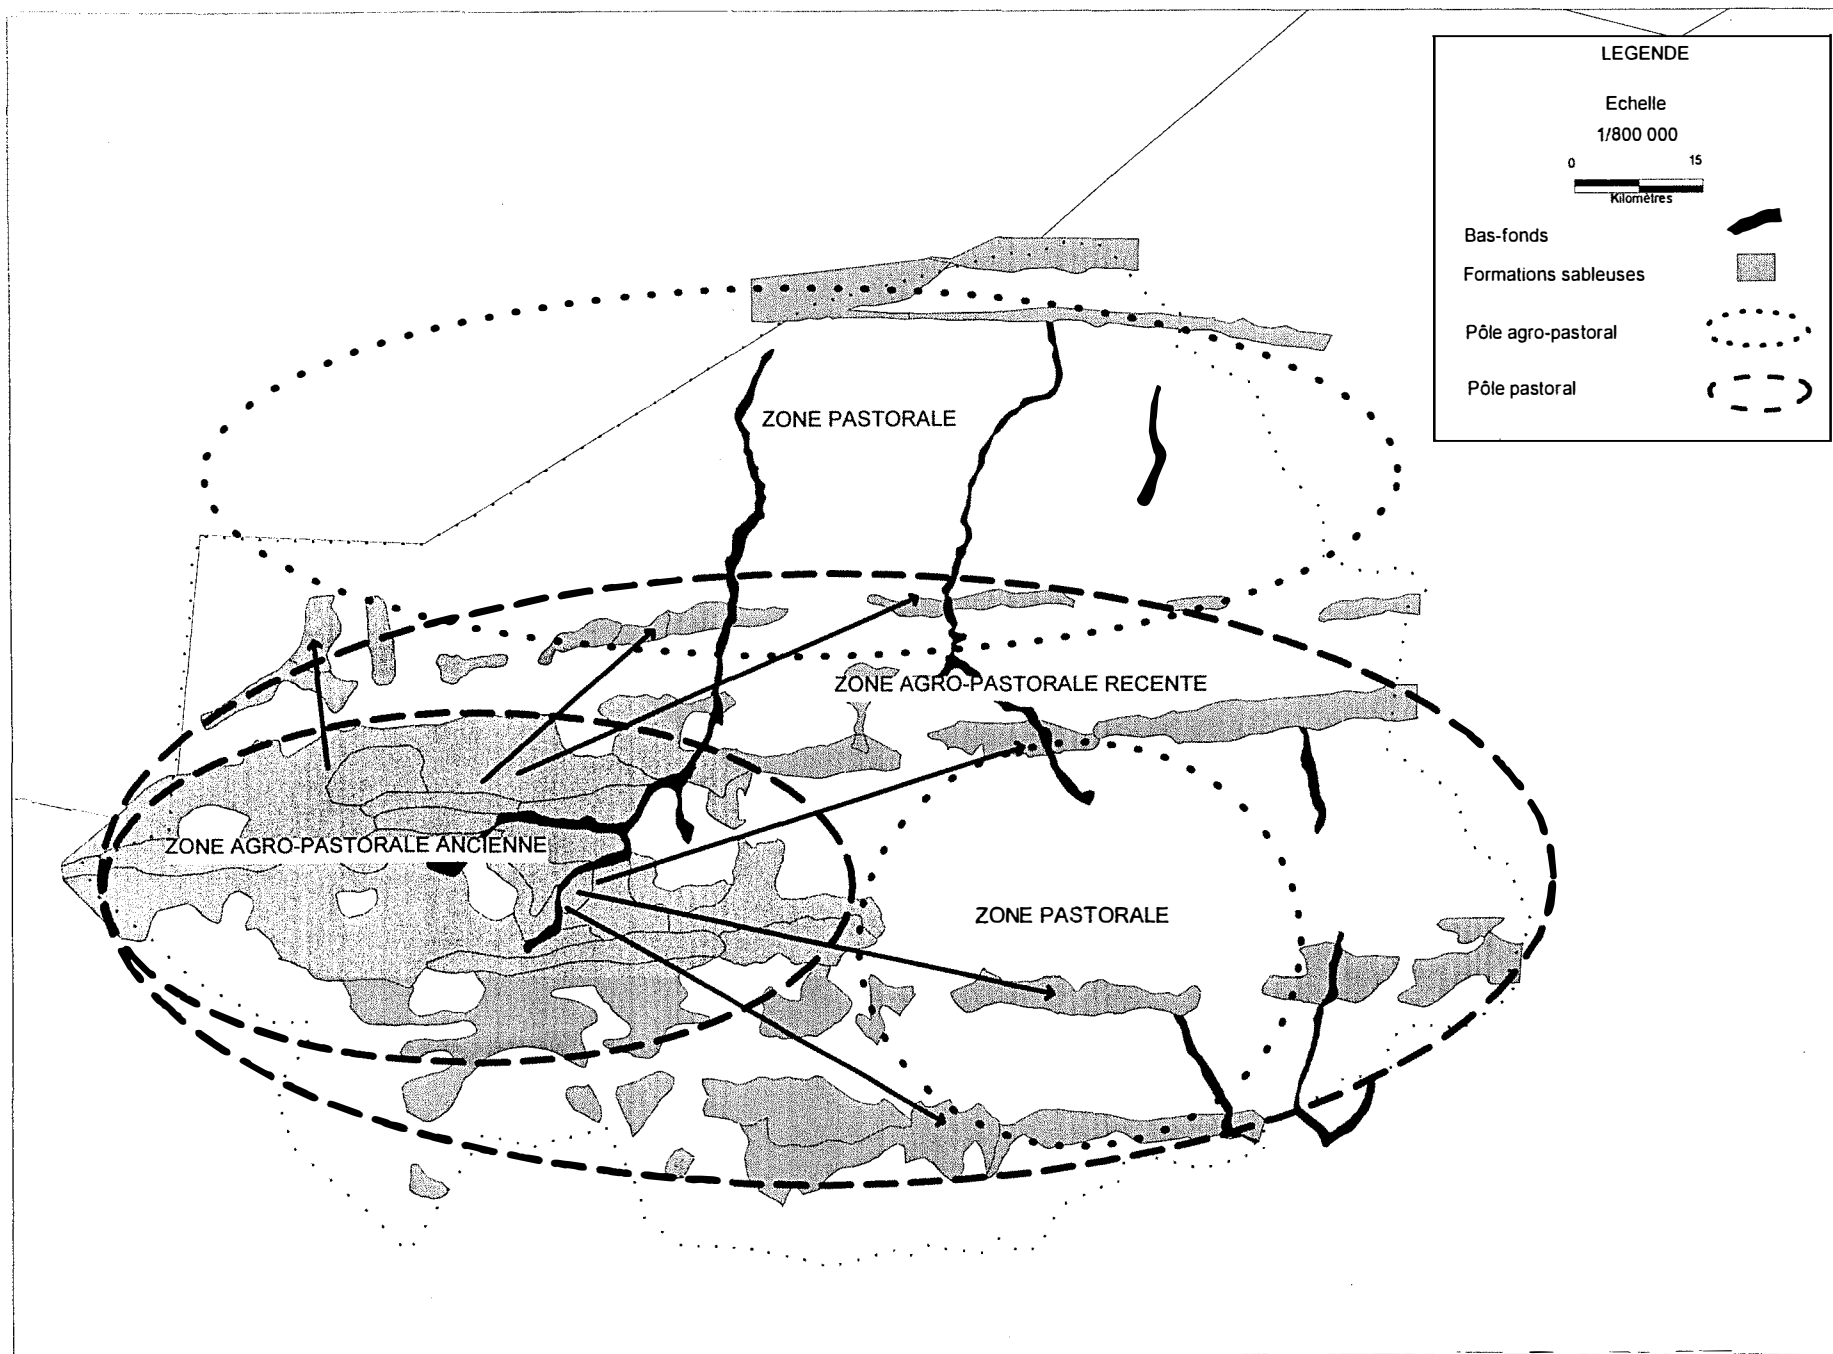 LEGENDE
Echelle
1/800 000
0 15
Kilomètres
Bas-fonds
Formations sableuses
Pôle agro-pastoral
Pôle pastoral
ZONE PASTORALE
ZONE AGRO-PASTORALE RECENTE
ZONE AGRO-PASTORALE ANCIENNE
ZONE PASTORALE